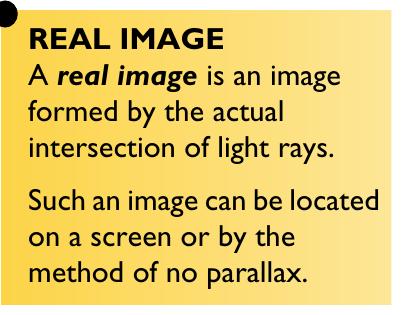 REAL IMAGE
A real image is an image
formed by the actual
intersection of light rays.
Such an image can be located
on a screen or by the
method of no parallax.